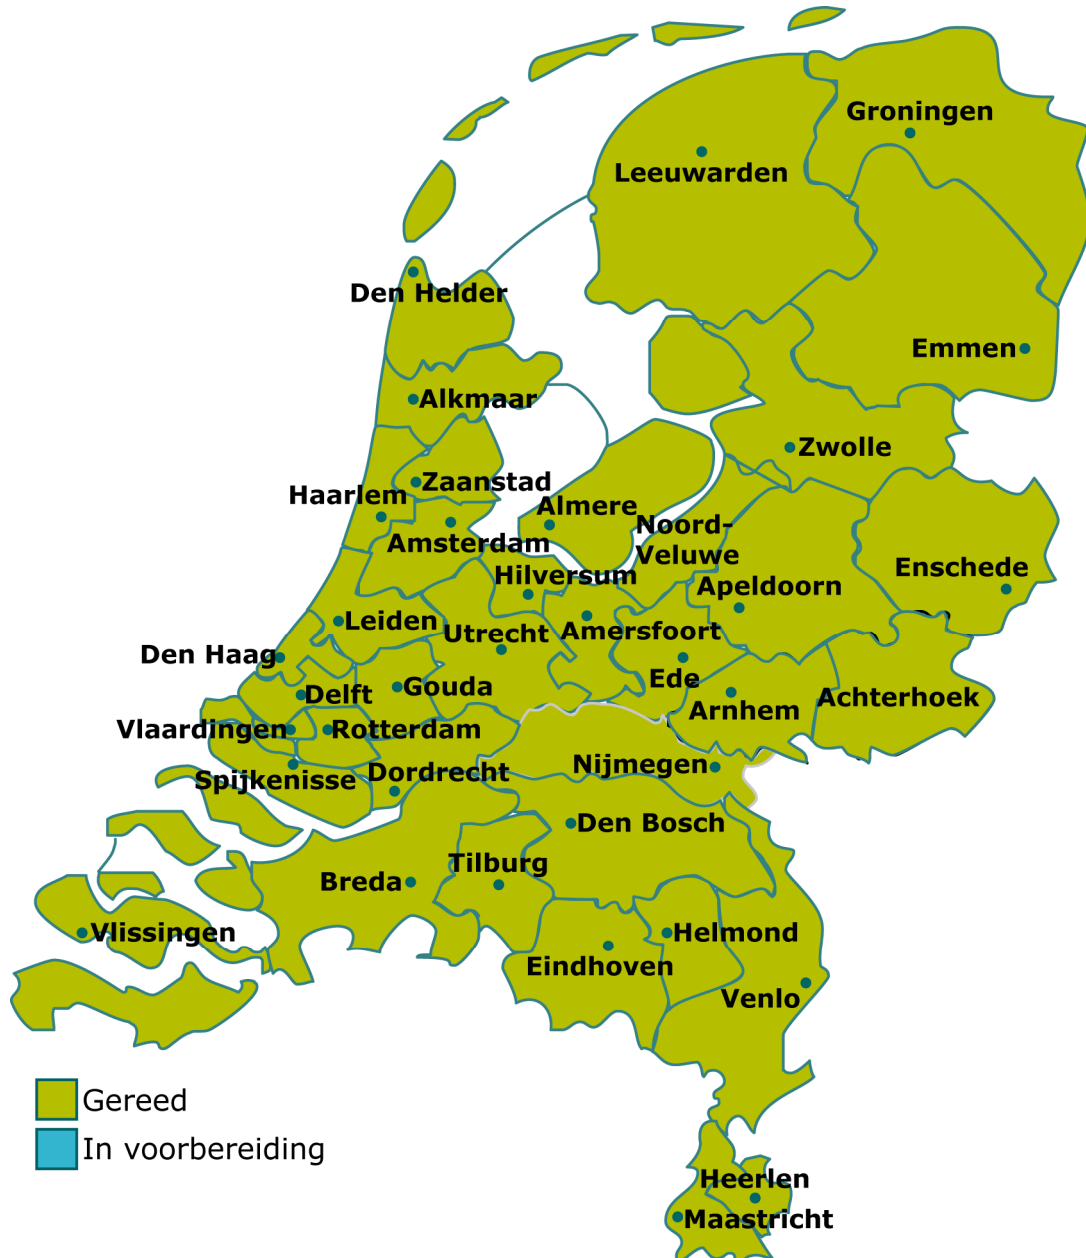 Groningen
Leeuwarden
Den Helder
Emmen
Alkmaar
Zwolle
Zaanstad
Haarlem
Almere
Noord-
Veluwe
Amsterdam
Enschede
Hilversum
Apeldoorn
Leiden
Utrecht
Amersfoort
Den Haag
Ede
Delft
Gouda
Achterhoek
Arnhem
Vlaardingen
Rotterdam
Nijmegen
Dordrecht
Spijkenisse
Den Bosch
Tilburg
Breda
Vlissingen
Helmond
Eindhoven
Venlo
Gereed
In voorbereiding
Heerlen
Maastricht